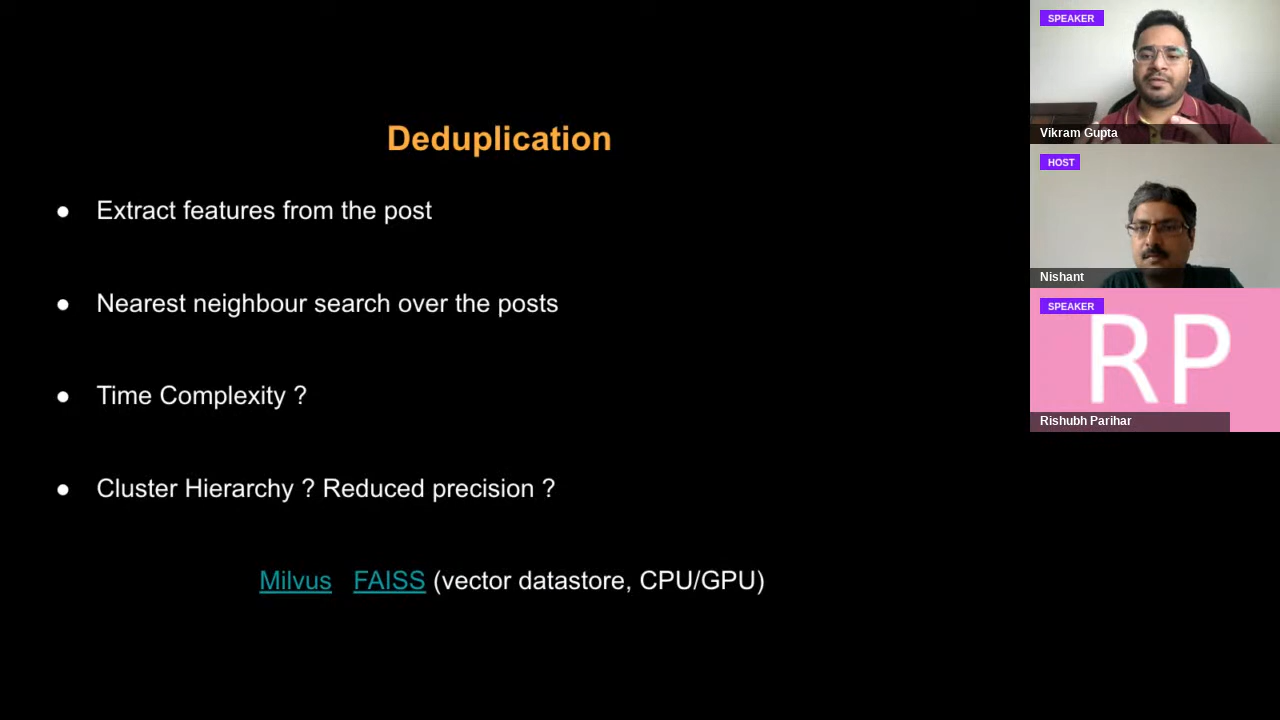 Deduplication
● Extract features from the post
● Nearest neighbour search over the posts
● Time Complexity ?
● Cluster Hierarchy ? Reduced precision ?
Milvus FAISS (vector datastore, CPU/GPU)
SPEAKER
Vikram Gupta
HOST
Nishant
SPEAKER
RP
Rishubh Parihar